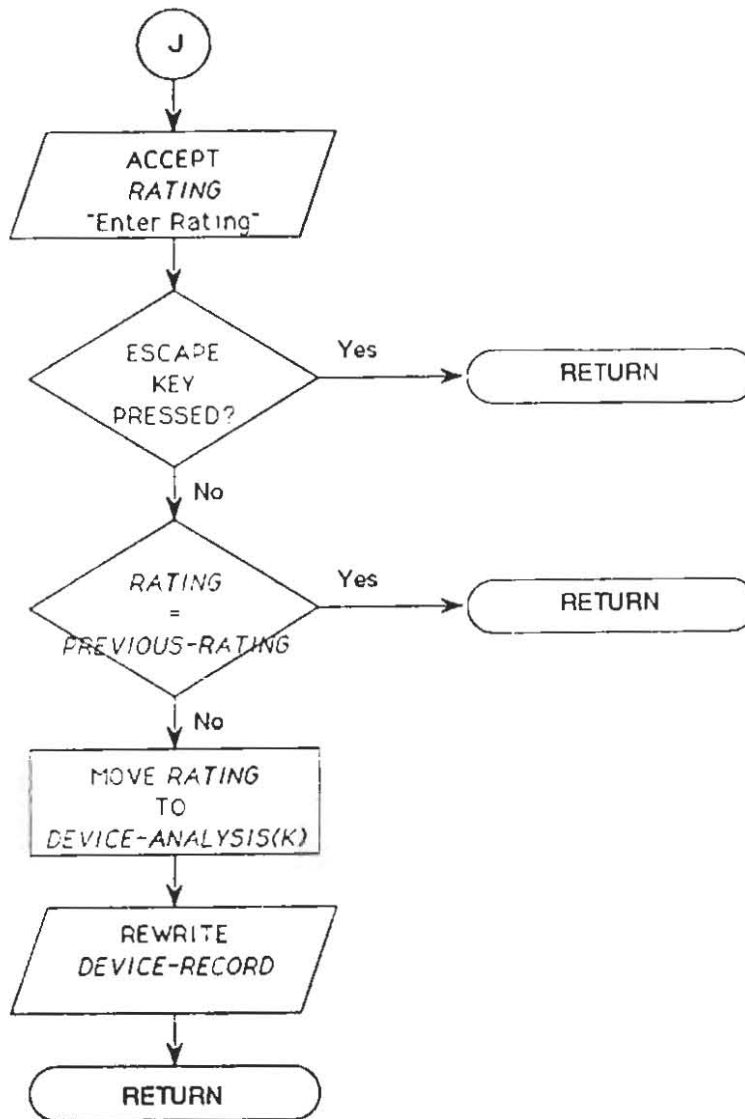 J
ACCEPT
RATING
"Enter Rating"
ESCAPE
KEY
PRESSED?
Yes
RETURN
No
RATING
=
PREVIOUS-RATING
Yes
RETURN
No
MOVE RATING
TO
DEVICE-ANALYSIS(K)
REWRITE
DEVICE-RECORD
RETURN